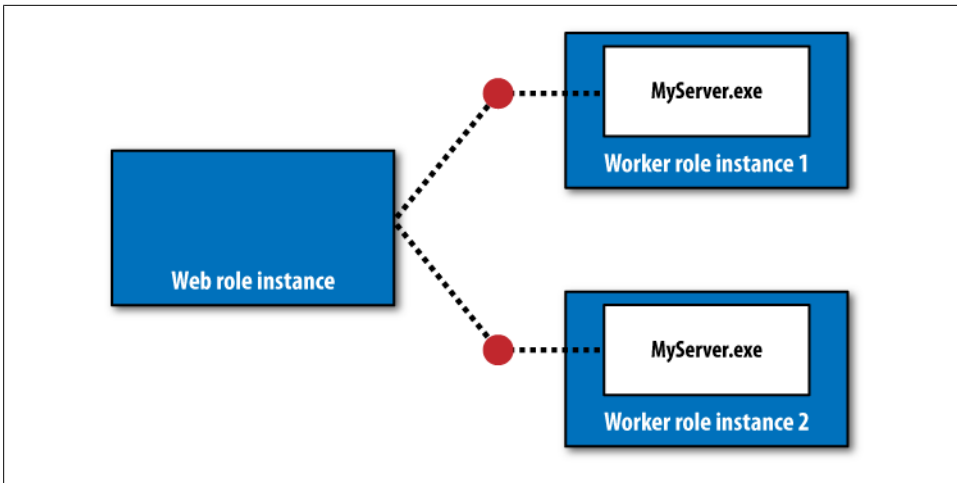 MyServer.exe
Worker role instance 1
Web role instance
MyServer.exe
Worker role instance 2